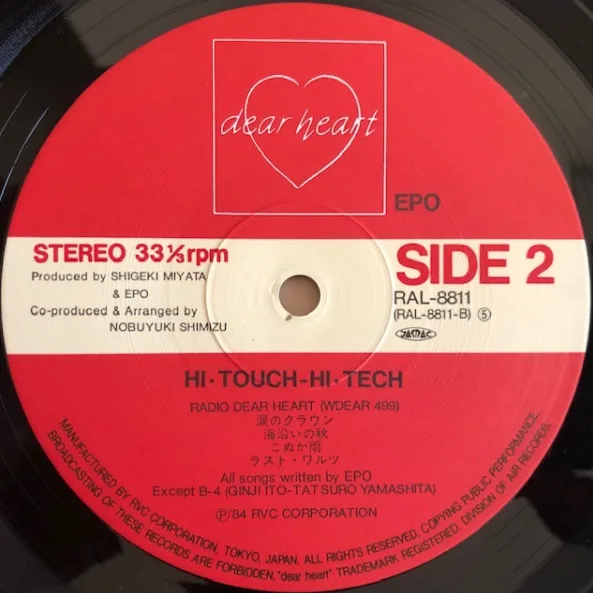 dear heart
EPO
STEREO 33⅓rpm
SIDE 2
Produced by SHIGEKI MIYATA
& EPO
Co-produced & Arranged by
NOBUYUKI SHIMIZU
RAL-8811
(RAL-8811-B) ⑤
JASRAC
HI・TOUCH-HI・TECH
RADIO DEAR HEART (WDEAR 499)
涙のクラウン
海沿いの秋
こぬか雨
ラスト・ワルツ
All songs written by EPO
Except B-4 (GINJI ITO-TATSURO YAMASHITA)
Ⓟ'84 RVC CORPORATION
MANUFACTURED BY RVC CORPORATION, TOKYO, JAPAN. ALL RIGHTS RESERVED, COPYING PUBLIC PERFORMANCE
BROADCASTING OF THESE RECORDS ARE FORBIDDEN, "dear heart" TRADEMARK REGISTERED, DIVISION OF AIR RECORDS.